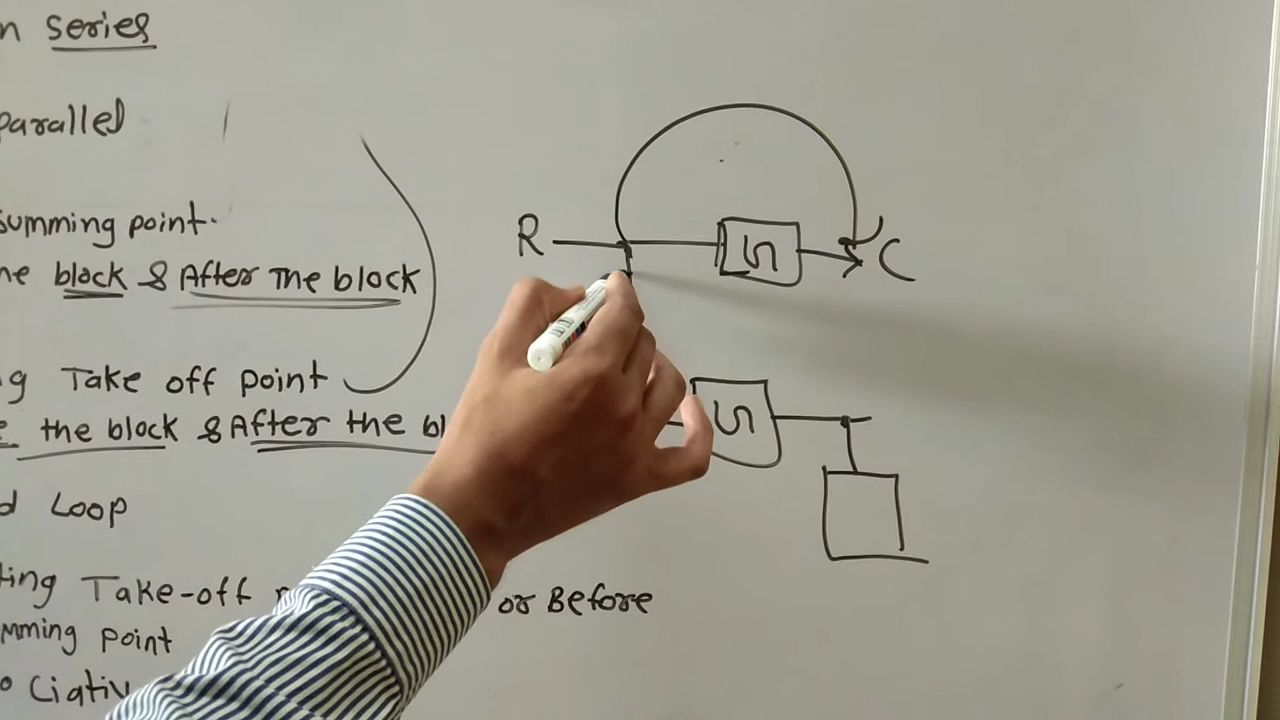 n series
parallel
summing point.
ne block & After The block
g Take off point
the block & After the bl
d Loop
ting Take-off
or Before
mming point
o Ciativ
R
C
G
G